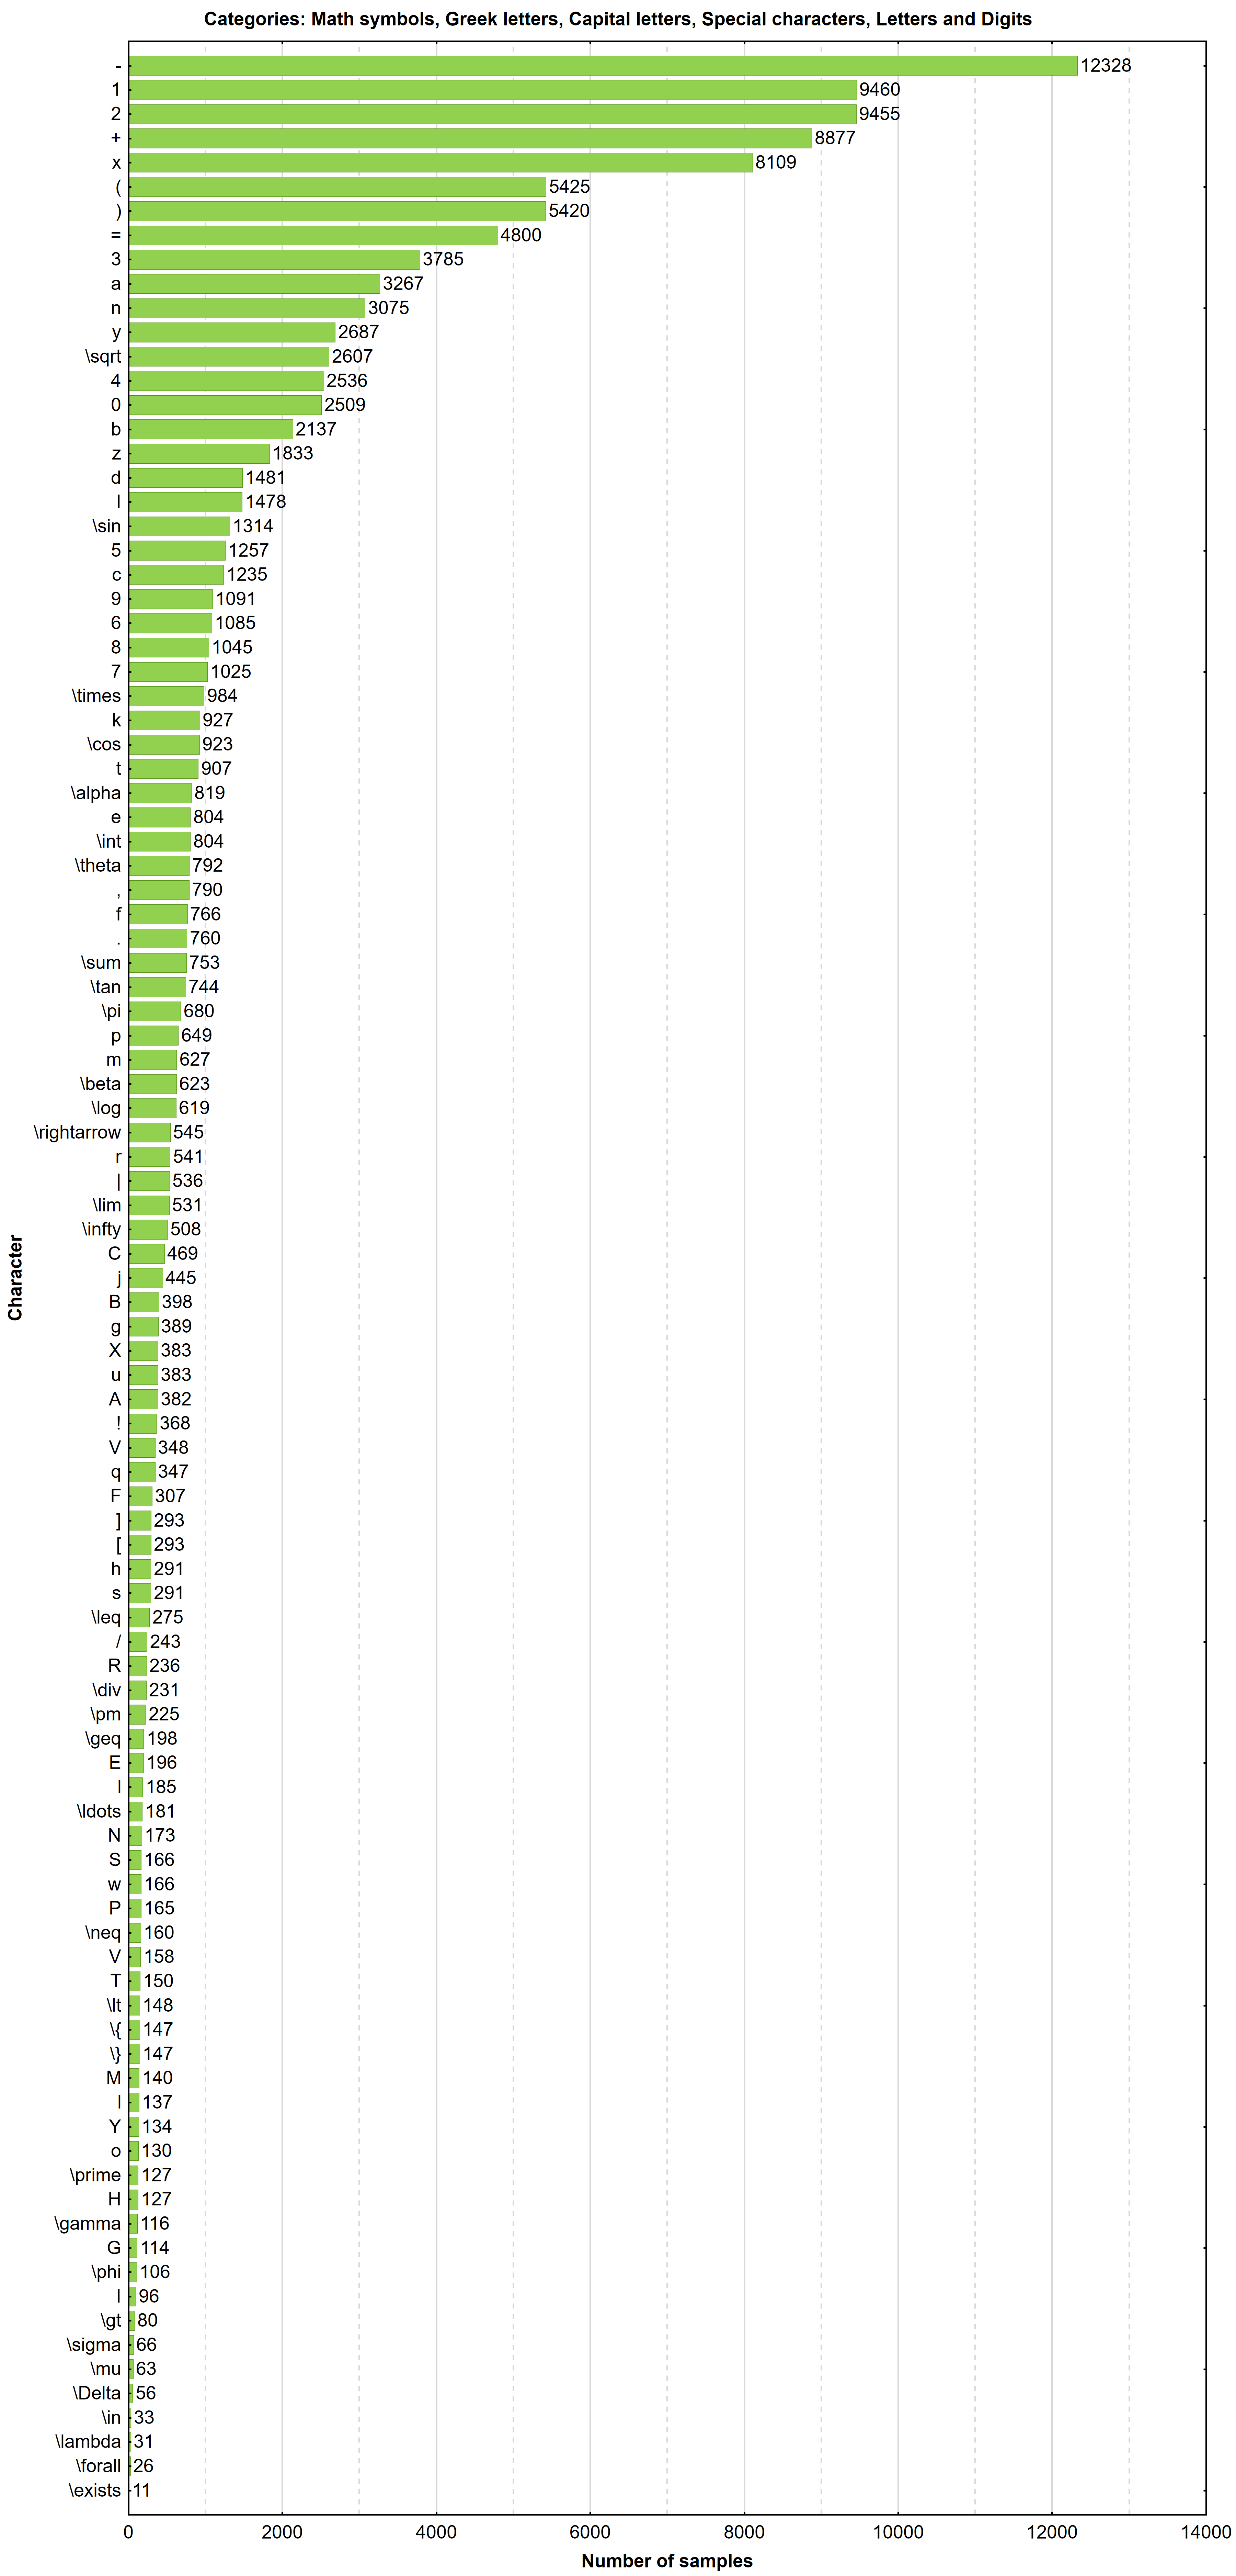 Categories: Math symbols, Greek letters, Capital letters, Special characters, Letters and Digits
- 12328
1 9460
2 9455
+ 8877
x 8109
( 5425
) 5420
= 4800
3 3785
a 3267
n 3075
y 2687
\sqrt 2607
4 2536
0 2509
b 2137
z 1833
d 1481
I 1478
\sin 1314
5 1257
c 1235
9 1091
6 1085
8 1045
7 1025
\times 984
k 927
\cos 923
t 907
\alpha 819
e 804
\int 804
\theta 792
, 790
f 766
. 760
\sum 753
\tan 744
\pi 680
p 649
m 627
\beta 623
\log 619
\rightarrow 545
r 541
| 536
\lim 531
\infty 508
C 469
j 445
B 398
g 389
X 383
u 383
A 382
! 368
V 348
q 347
F 307
] 293
[ 293
h 291
s 291
\leq 275
/ 243
R 236
\div 231
\pm 225
\geq 198
E 196
l 185
\ldots 181
N 173
S 166
w 166
P 165
\neq 160
V 158
T 150
\lt 148
\{ 147
\} 147
M 140
l 137
Y 134
o 130
\prime 127
H 127
\gamma 116
G 114
\phi 106
I 96
\gt 80
\sigma 66
\mu 63
\Delta 56
\in 33
\lambda 31
\forall 26
\exists 11
Character
0 2000 4000 6000 8000 10000 12000 14000
Number of samples